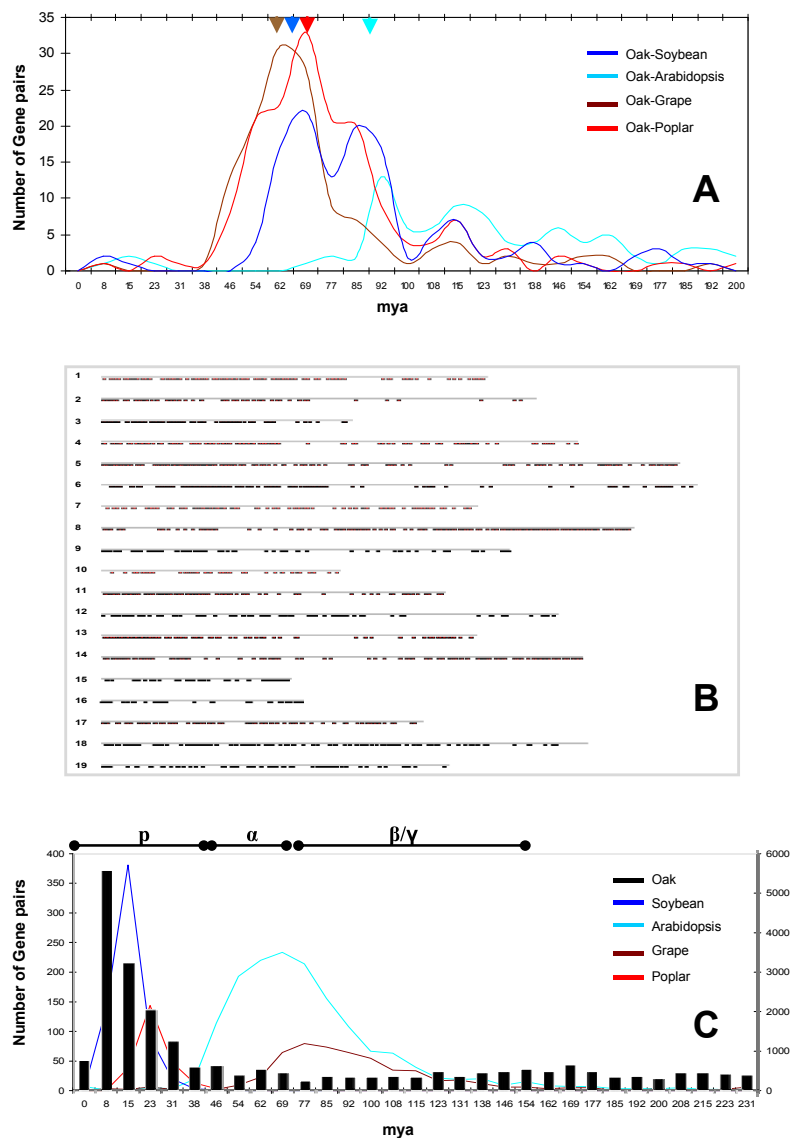 35
30
25
20
15
10
5
0
Number of Gene pairs
Oak-Soybean
Oak-Arabidopsis
Oak-Grape
Oak-Poplar
A
0 8 15 23 31 38 46 54 62 69 77 85 92 100 108 115 123 131 138 146 154 162 169 177 185 192 200
mya
1
2
3
4
5
6
7
8
9
10
11
12
13
14
15
16
17
18
19
B
p α β/γ
400
350
300
250
200
150
100
50
0
Number of Gene pairs
6000
5000
4000
3000
2000
1000
0
Oak
Soybean
Arabidopsis
Grape
Poplar
C
0 8 15 23 31 38 46 54 62 69 77 85 92 100 108 115 123 131 138 146 154 162 169 177 185 192 200 208 215 223 231
mya